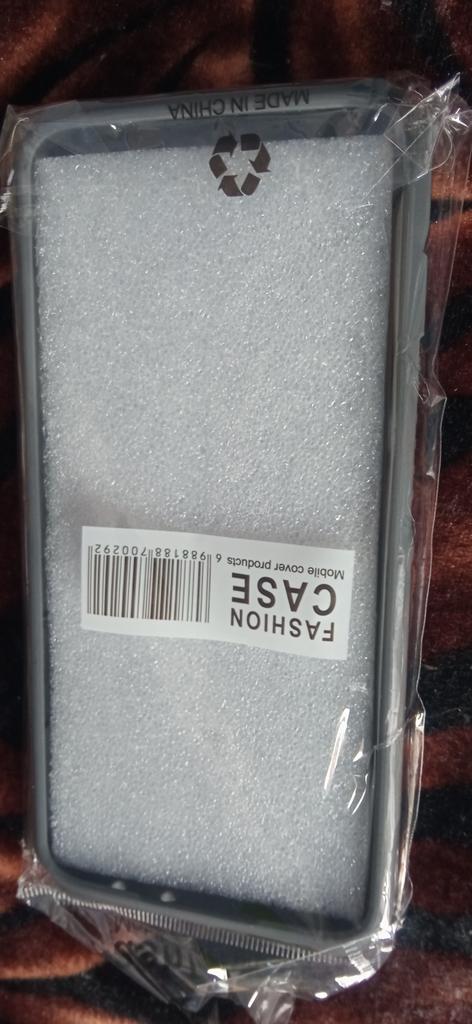 MADE IN CHINA
FASHION
CASE
Mobile cover products
6 988188 700292